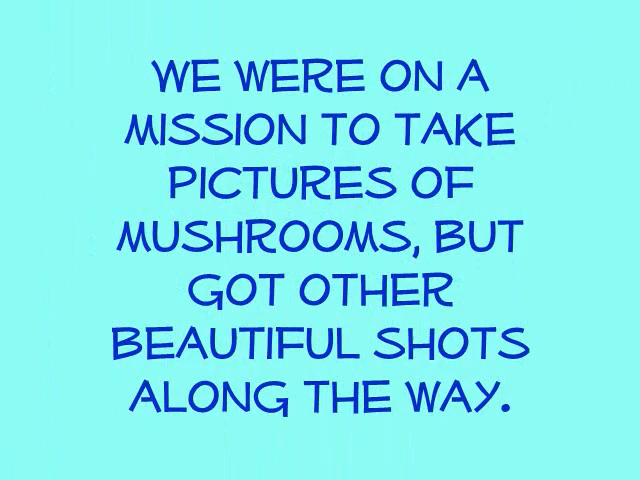 WE WERE ON A
MISSION TO TAKE
PICTURES OF
MUSHROOMS, BUT
GOT OTHER
BEAUTIFUL SHOTS
ALONG THE WAY.